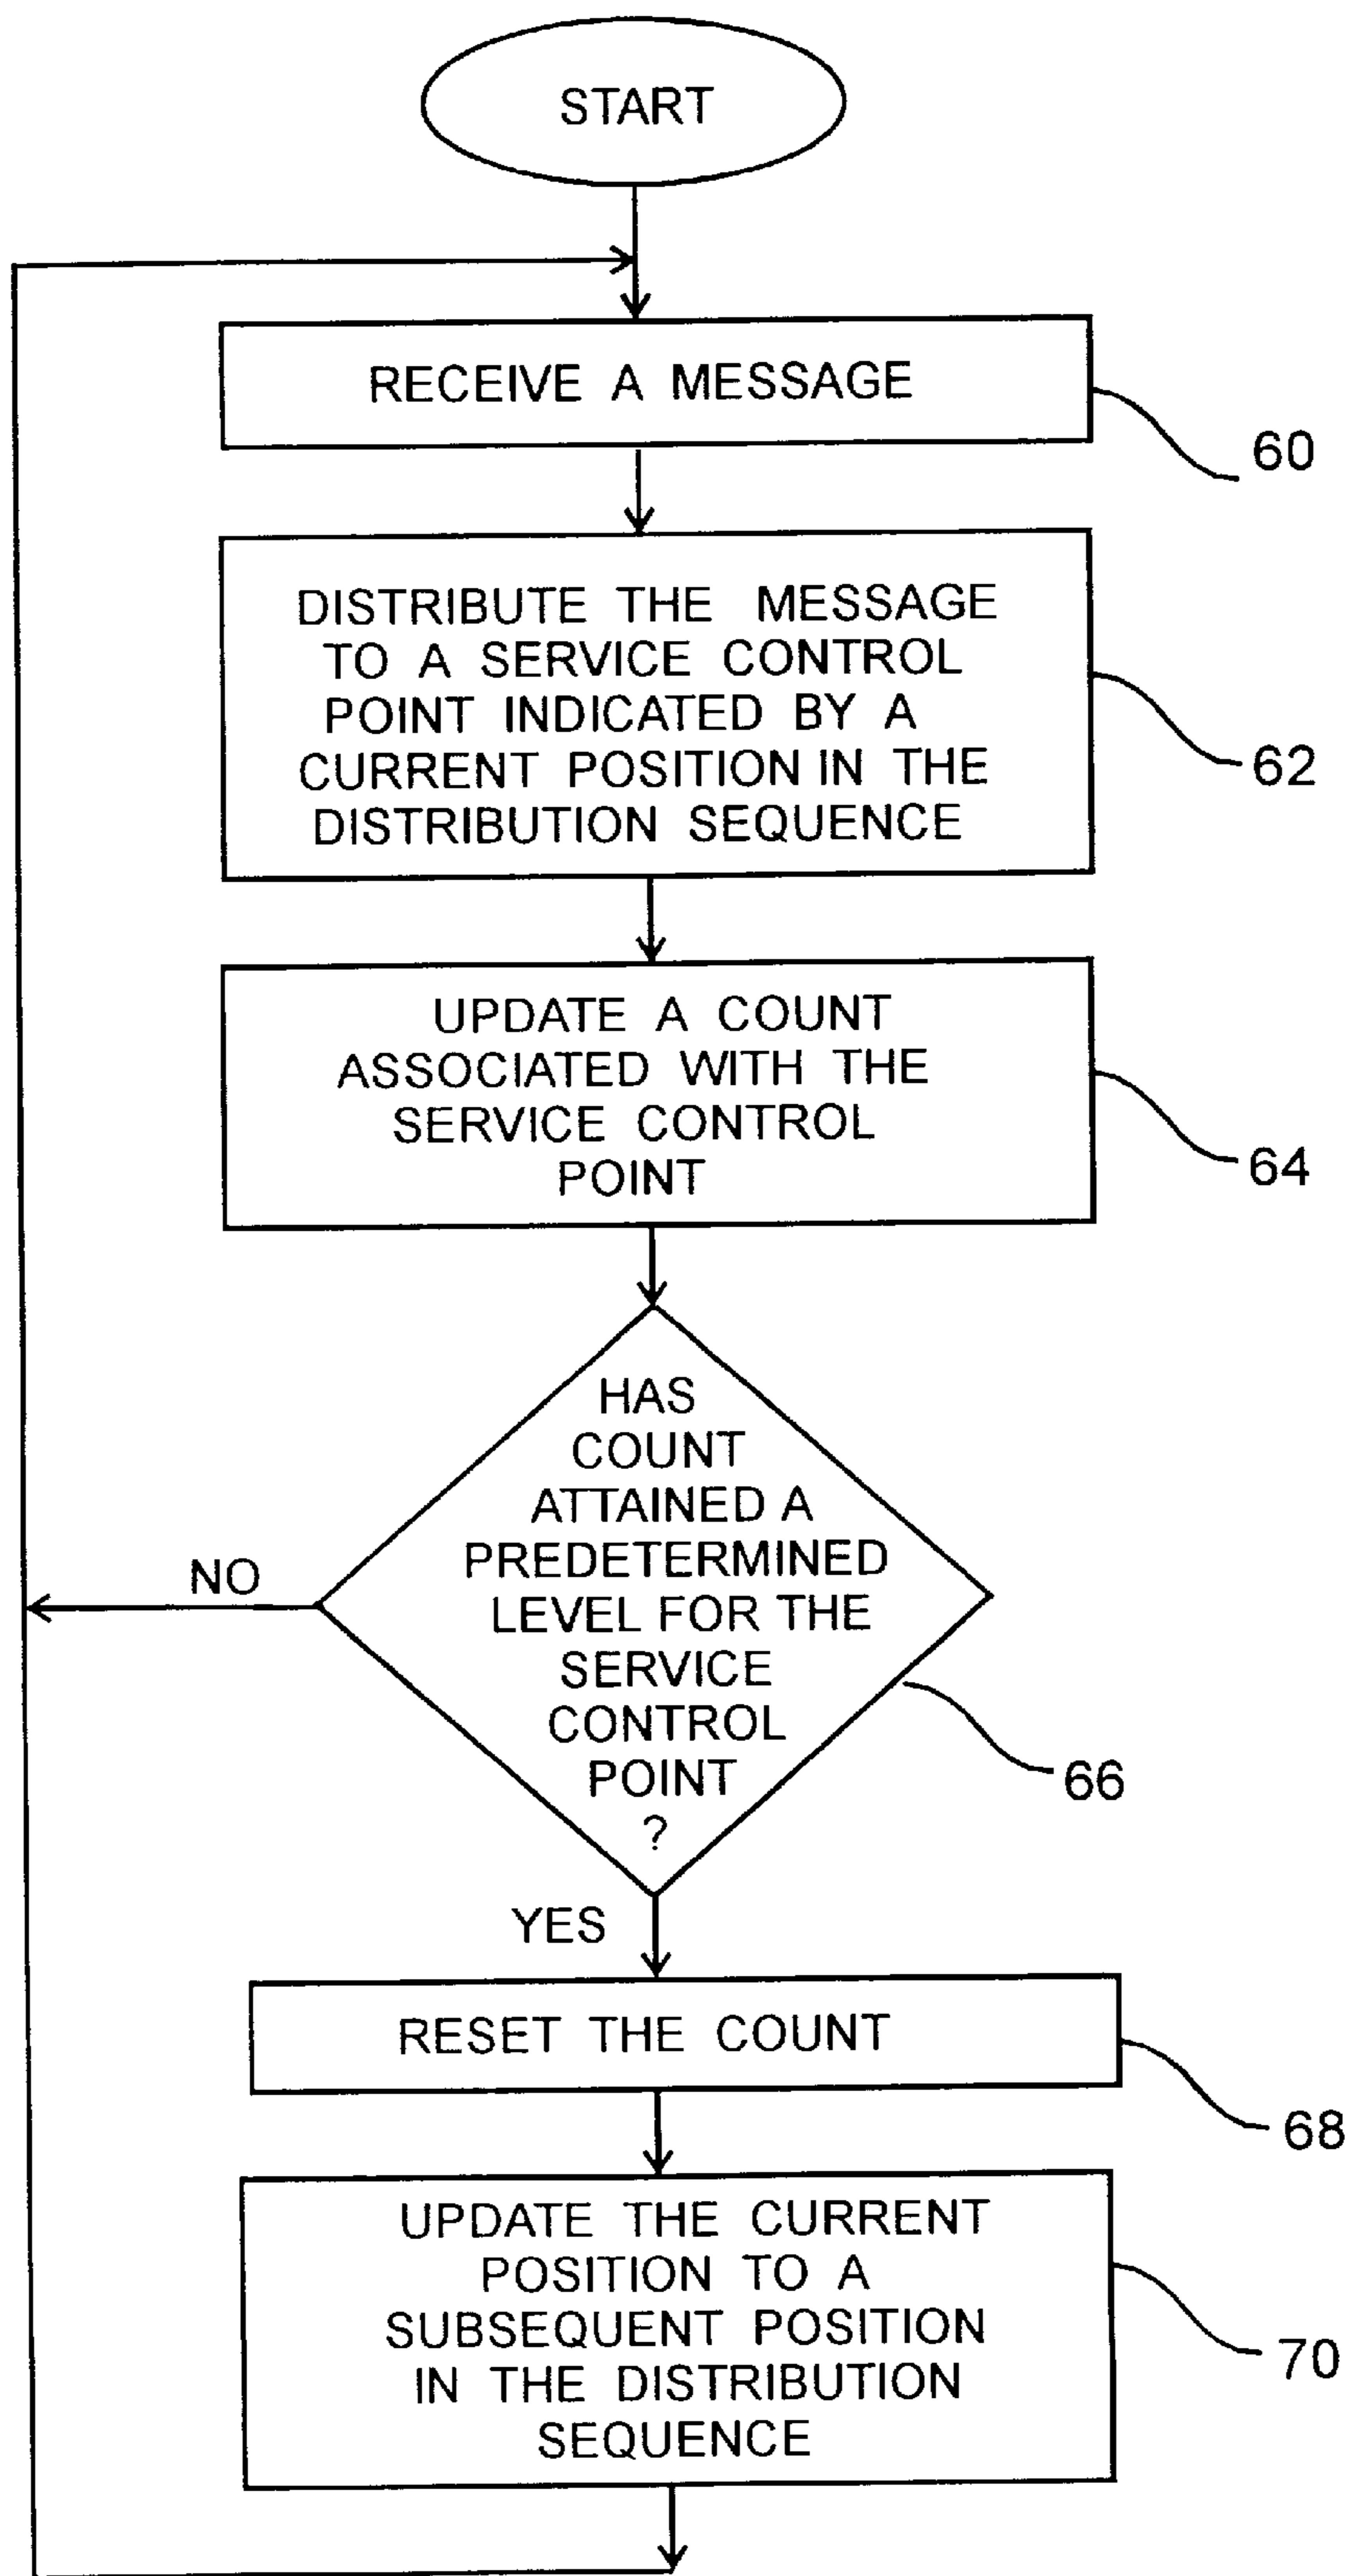 START
RECEIVE A MESSAGE
60
DISTRIBUTE THE MESSAGE
TO A SERVICE CONTROL
POINT INDICATED BY A
CURRENT POSITION IN THE
DISTRIBUTION SEQUENCE
62
UPDATE A COUNT
ASSOCIATED WITH THE
SERVICE CONTROL
POINT
64
HAS
COUNT
ATTAINED A
PREDETERMINED
LEVEL FOR THE
SERVICE
CONTROL
POINT
?
66
NO
YES
RESET THE COUNT
68
UPDATE THE CURRENT
POSITION TO A
SUBSEQUENT POSITION
IN THE DISTRIBUTION
SEQUENCE
70